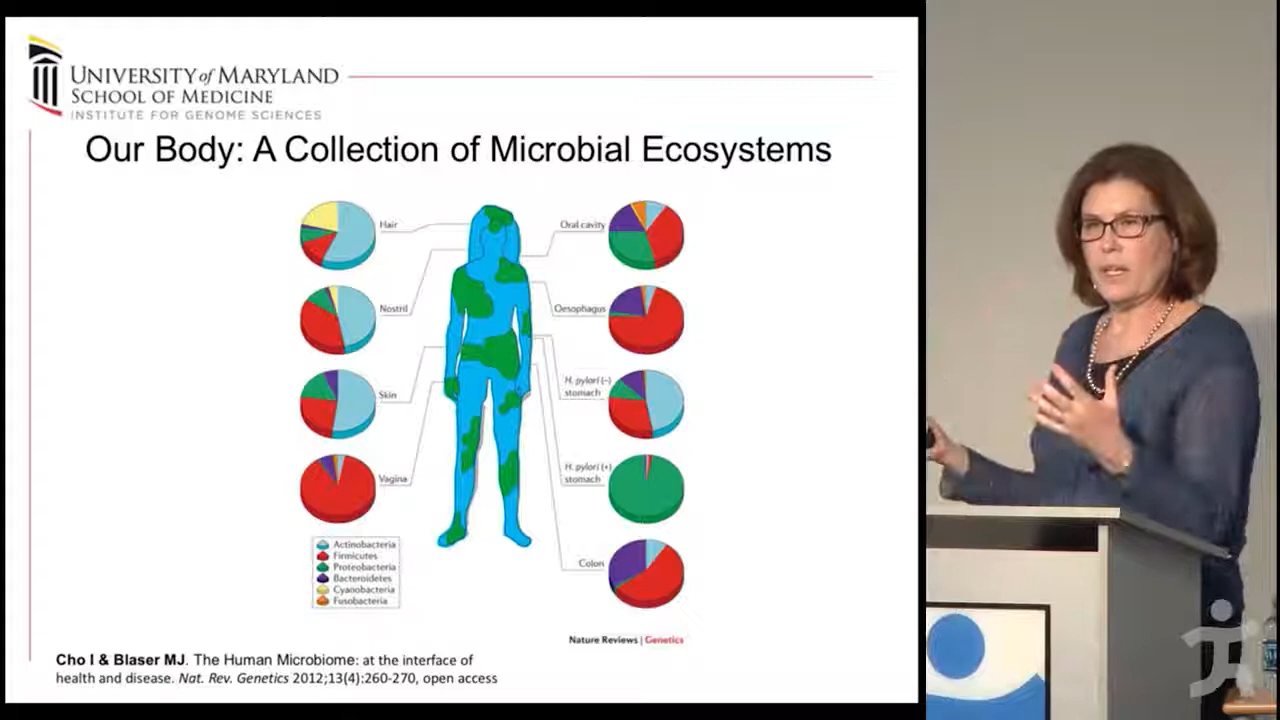 UNIVERSITY of MARYLAND
SCHOOL OF MEDICINE
INSTITUTE FOR GENOME SCIENCES
Our Body: A Collection of Microbial Ecosystems
Hair
Oral cavity
Nostril
Oesophagus
Skin
H. pylori (–)
stomach
Vagina
H. pylori (+)
stomach
Colon
Actinobacteria
Firmicutes
Proteobacteria
Bacteroidetes
Cyanobacteria
Fusobacteria
Nature Reviews | Genetics
Cho I & Blaser MJ. The Human Microbiome: at the interface of
health and disease. Nat. Rev. Genetics 2012;13(4):260-270, open access